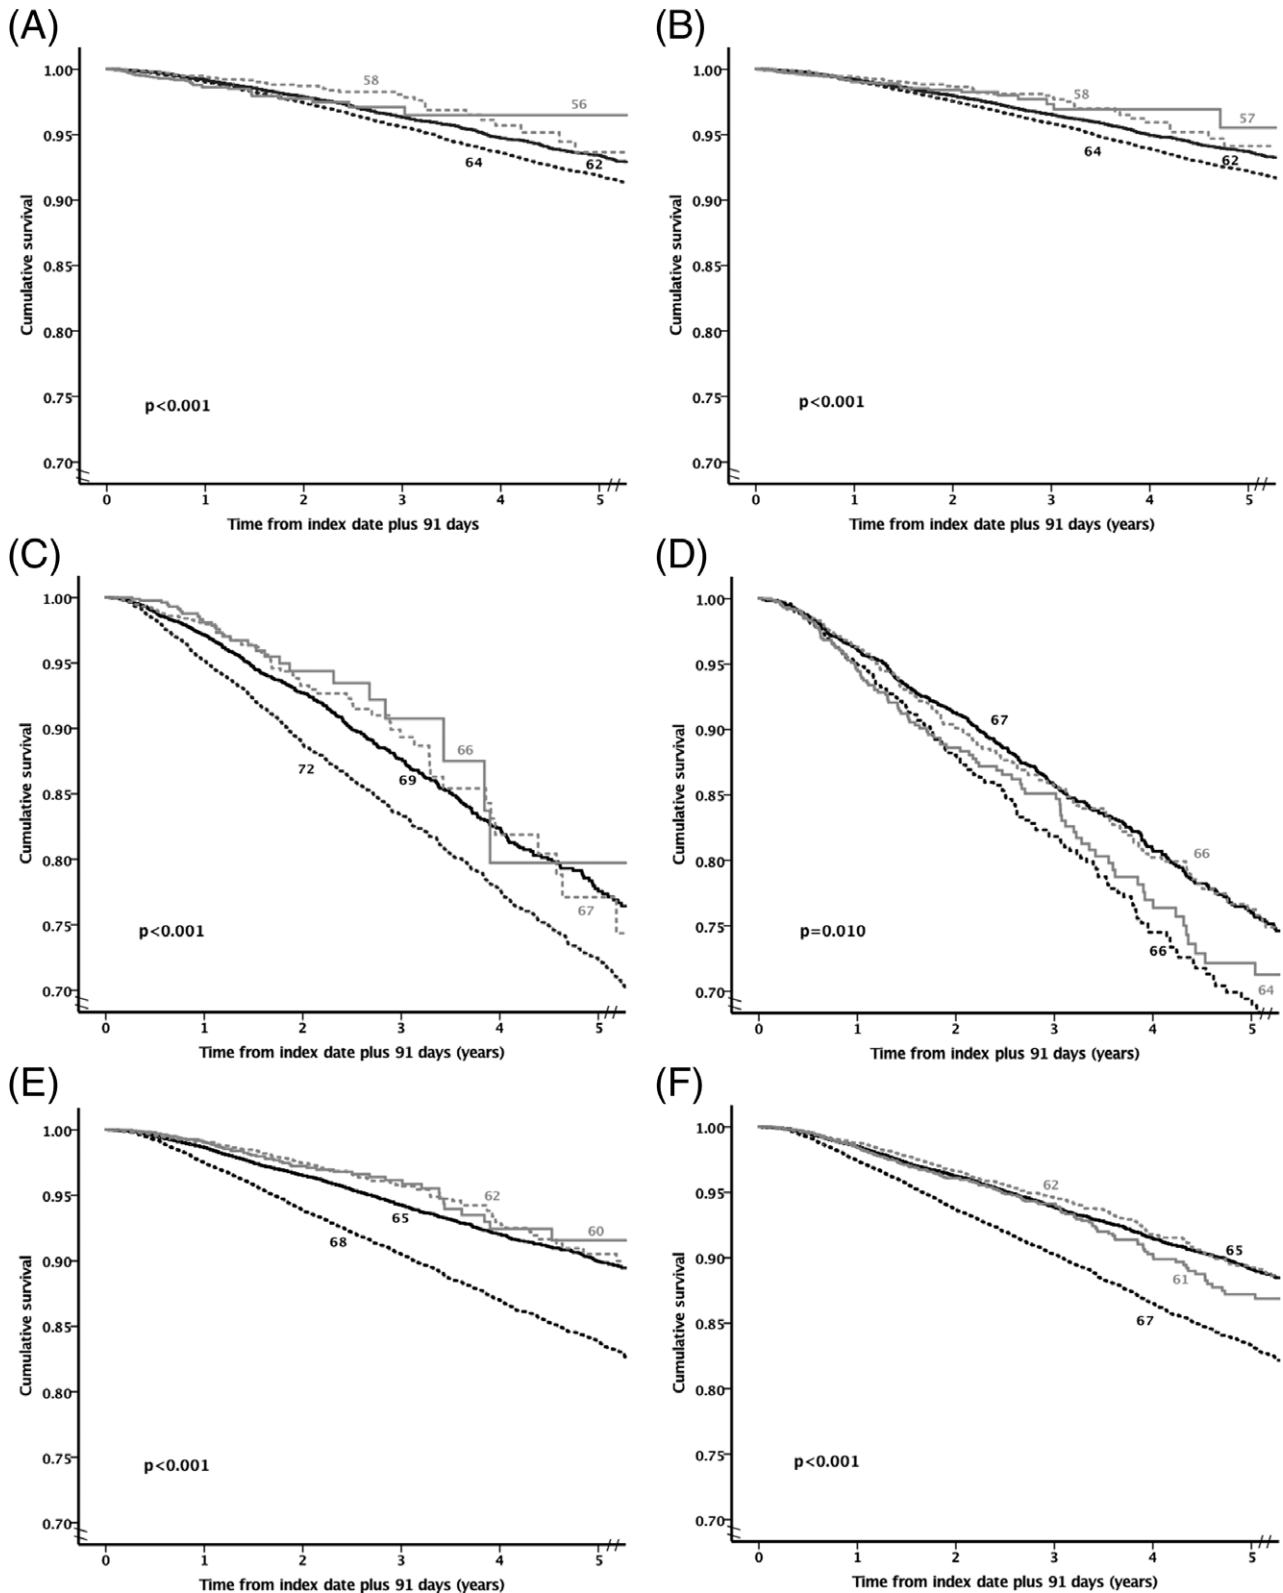 (A)
Cumulative survival
1.00
0.95
0.90
0.85
0.80
0.75
0.70
58
56
64
62
p<0.001
0 1 2 3 4 5
Time from index date plus 91 days
(B)
Cumulative survival
1.00
0.95
0.90
0.85
0.80
0.75
0.70
58
57
64
62
p<0.001
0 1 2 3 4 5
Time from index date plus 91 days (years)
(C)
Cumulative survival
1.00
0.95
0.90
0.85
0.80
0.75
0.70
66
72
69
67
p<0.001
0 1 2 3 4 5
Time from index date plus 91 days (years)
(D)
Cumulative survival
1.00
0.95
0.90
0.85
0.80
0.75
0.70
67
66
66
64
p=0.010
0 1 2 3 4 5
Time from index plus 91 days (years)
(E)
Cumulative survival
1.00
0.95
0.90
0.85
0.80
0.75
0.70
62
65
60
68
p<0.001
0 1 2 3 4 5
Time from index date plus 91 days (years)
(F)
Cumulative survival
1.00
0.95
0.90
0.85
0.80
0.75
0.70
62
65
61
67
p<0.001
0 1 2 3 4 5
Time from index date plus 91 days (years)